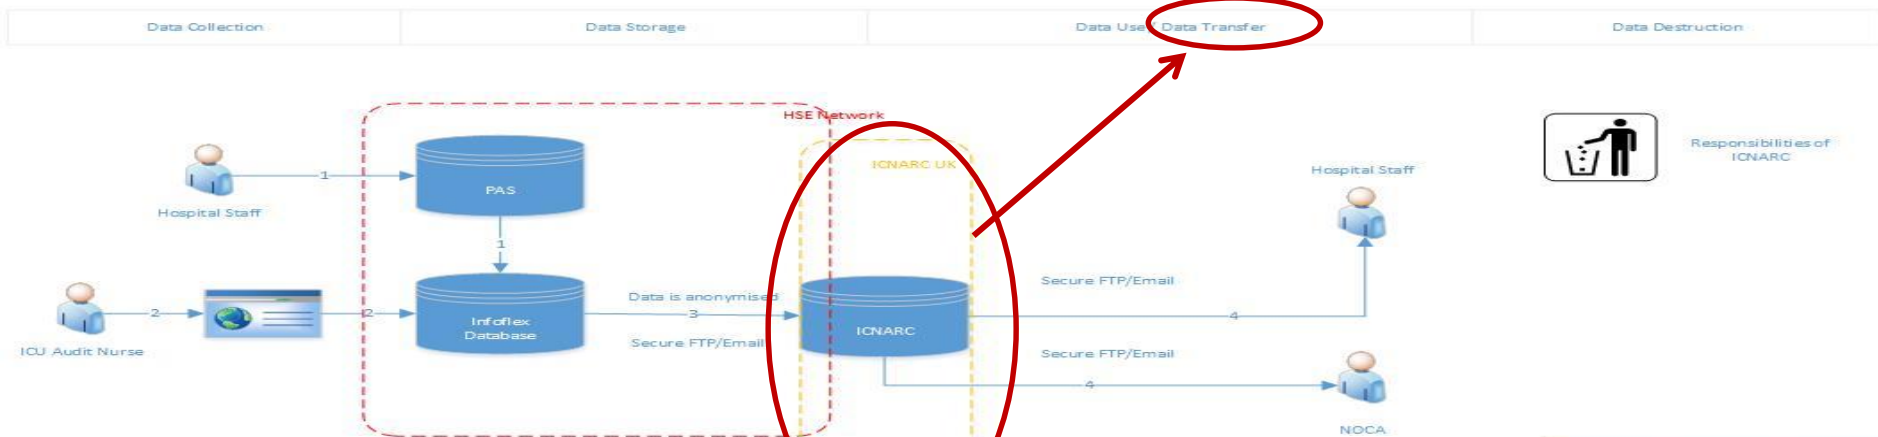 Data Collection
Data Storage
Data Use / Data Transfer
Data Destruction
HSE Network
ICNARC UK
Responsibilities of
ICNARC
Hospital Staff
1
PAS
Hospital Staff
1
Secure FTP/Email
Data is anonymised
2
2
3
4
Infoflex
Database
ICNARC
Secure FTP/Email
ICU Audit Nurse
Secure FTP/Email
4
NOCA